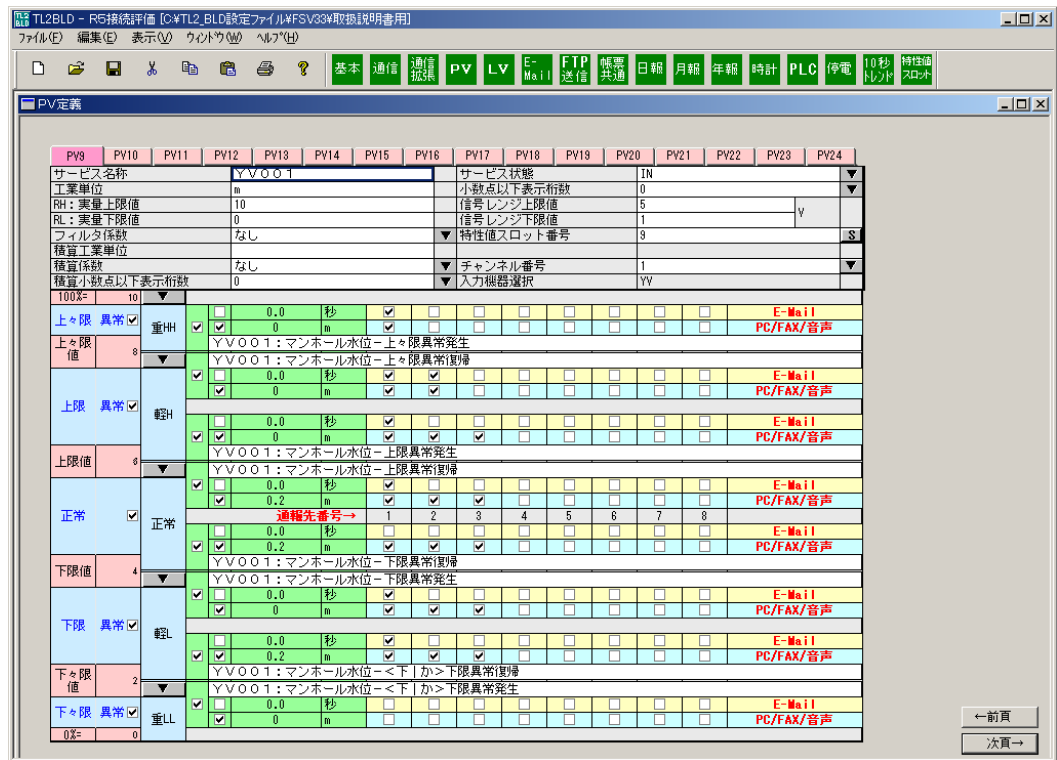 TL2BLD - R5接続評価 [C:¥TL2_BLD設定ファイル¥FSV33¥取扱説明書用]
ファイル(F) 編集(E) 表示(V) ウィンドウ(W) ヘルプ(H)
基本 通信 通信拡張 PV LV E-Mail FTP送信 帳票共通 日報 月報 年報 時計 PLC 停電 10秒トレンド 特性値スロット
PV定義
PV9 PV10 PV11 PV12 PV13 PV14 PV15 PV16 PV17 PV18 PV19 PV20 PV21 PV22 PV23 PV24
サービス名称 YV001 サービス状態 IN
工業単位 m 小数点以下表示桁数 0
RH:実量上限値 10 信号レンジ上限値 5 V
RL:実量下限値 0 信号レンジ下限値 1
フィルタ係数 なし 特性値スロット番号 9 S
積算工業単位
積算係数 なし チャンネル番号 1
積算小数点以下表示桁数 0 入力機器選択 YV
100%= 10
上々限 異常 重HH 0.0 秒 E-Mail
0 m PC/FAX/音声
上々限値 8 YV001:マンホール水位-上々限異常発生
YV001:マンホール水位-上々限異常復帰
0.0 秒 E-Mail
0 m PC/FAX/音声
上限 異常 軽H
0.0 秒 E-Mail
0 m PC/FAX/音声
上限値 6 YV001:マンホール水位-上限異常発生
YV001:マンホール水位-上限異常復帰
0.0 秒 E-Mail
0.2 m PC/FAX/音声
正常 正常 通報先番号→ 1 2 3 4 5 6 7 8
0.0 秒 E-Mail
0.2 m PC/FAX/音声
下限値 4 YV001:マンホール水位-下限異常復帰
YV001:マンホール水位-下限異常発生
0.0 秒 E-Mail
0 m PC/FAX/音声
下限 異常 軽L
0.0 秒 E-Mail
0.2 m PC/FAX/音声
下々限値 2 YV001:マンホール水位-<下|か>下限異常復帰
YV001:マンホール水位-<下|か>下限異常発生
下々限 異常 重LL 0.0 秒 E-Mail
0 m PC/FAX/音声
0%= 0
←前頁
次頁→